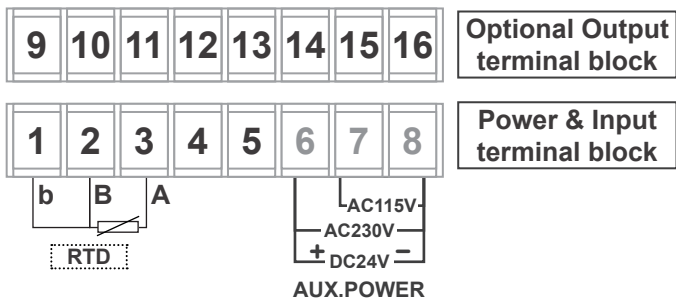 9 10 11 12 13 14 15 16
Optional Output
terminal block
1 2 3 4 5 6 7 8
Power & Input
terminal block
b B A
AC115V
AC230V
+ DC24V −
RTD
AUX.POWER